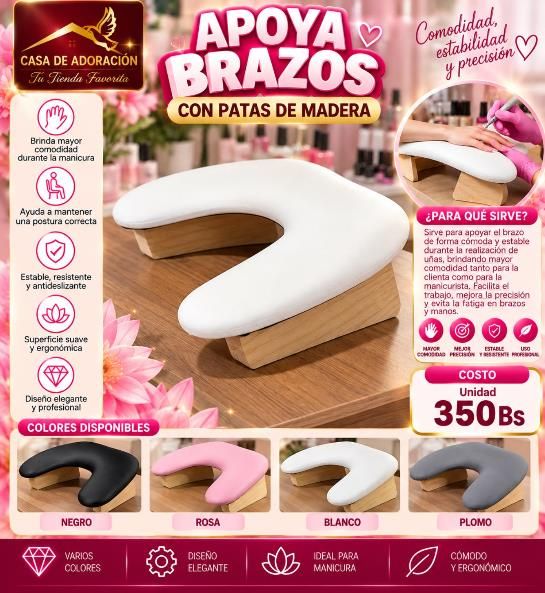 CASA DE ADORACIÓN
Tu Tienda Favorita
APOYA
BRAZOS
CON PATAS DE MADERA
Comodidad,
estabilidad
y precisión
Brinda mayor
comodidad
durante la manicura
Ayuda a mantener
una postura correcta
Estable, resistente
y antideslizante
Superficie suave
y ergonómica
Diseño elegante
y profesional
¿PARA QUÉ SIRVE?
Sirve para apoyar el brazo
de forma cómoda y estable
durante la realización de
uñas, brindando mayor
comodidad tanto para la
clienta como para la
manicurista. Facilita el
trabajo, mejora la precisión
y evita la fatiga en brazos
y manos.
MAYOR
COMODIDAD
MEJOR
PRECISIÓN
ESTABLE
Y RESISTENTE
USO
PROFESIONAL
COSTO
Unidad
350Bs
COLORES DISPONIBLES
NEGRO
ROSA
BLANCO
PLOMO
VARIOS
COLORES
DISEÑO
ELEGANTE
IDEAL PARA
MANICURA
CÓMODO
Y ERGONÓMICO